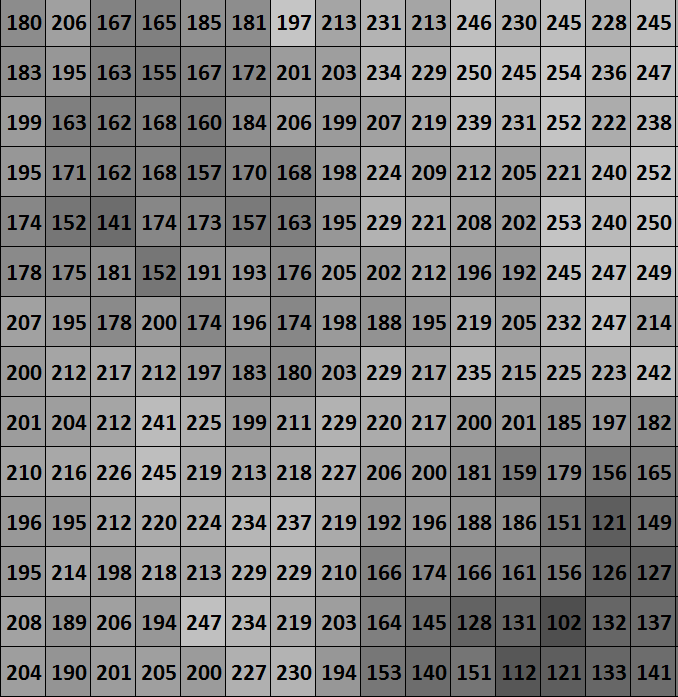 180 206 167 165 185 181 197 213 231 213 246 230 245 228 245
183 195 163 155 167 172 201 203 234 229 250 245 254 236 247
199 163 162 168 160 184 206 199 207 219 239 231 252 222 238
195 171 162 168 157 170 168 198 224 209 212 205 221 240 252
174 152 141 174 173 157 163 195 229 221 208 202 253 240 250
178 175 181 152 191 193 176 205 202 212 196 192 245 247 249
207 195 178 200 174 196 174 198 188 195 219 205 232 247 214
200 212 217 212 197 183 180 203 229 217 235 215 225 223 242
201 204 212 241 225 199 211 229 220 217 200 201 185 197 182
210 216 226 245 219 213 218 227 206 200 181 159 179 156 165
196 195 212 220 224 234 237 219 192 196 188 186 151 121 149
195 214 198 218 213 229 229 210 166 174 166 161 156 126 127
208 189 206 194 247 234 219 203 164 145 128 131 102 132 137
204 190 201 205 200 227 230 194 153 140 151 112 121 133 141